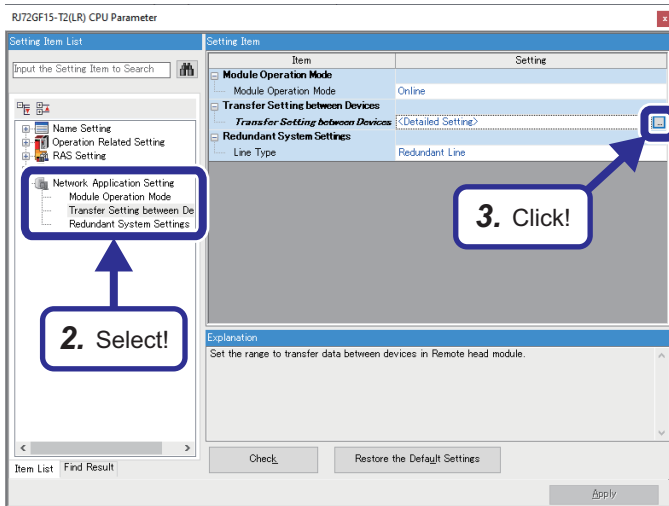 RJ72GF15-T2(LR) CPU Parameter
x
Setting Item List
Setting Item
Input the Setting Item to Search
Item Setting
Module Operation Mode
Module Operation Mode Online
Transfer Setting between Devices
Transfer Setting between Devices <Detailed Setting>
Redundant System Settings
Line Type Redundant Line
Name Setting
Operation Related Setting
RAS Setting
Network Application Setting
Module Operation Mode
Transfer Setting between De
Redundant System Settings
3. Click!
2. Select!
Explanation
Set the range to transfer data between devices in Remote head module.
Check
Restore the Default Settings
Item List Find Result
Apply